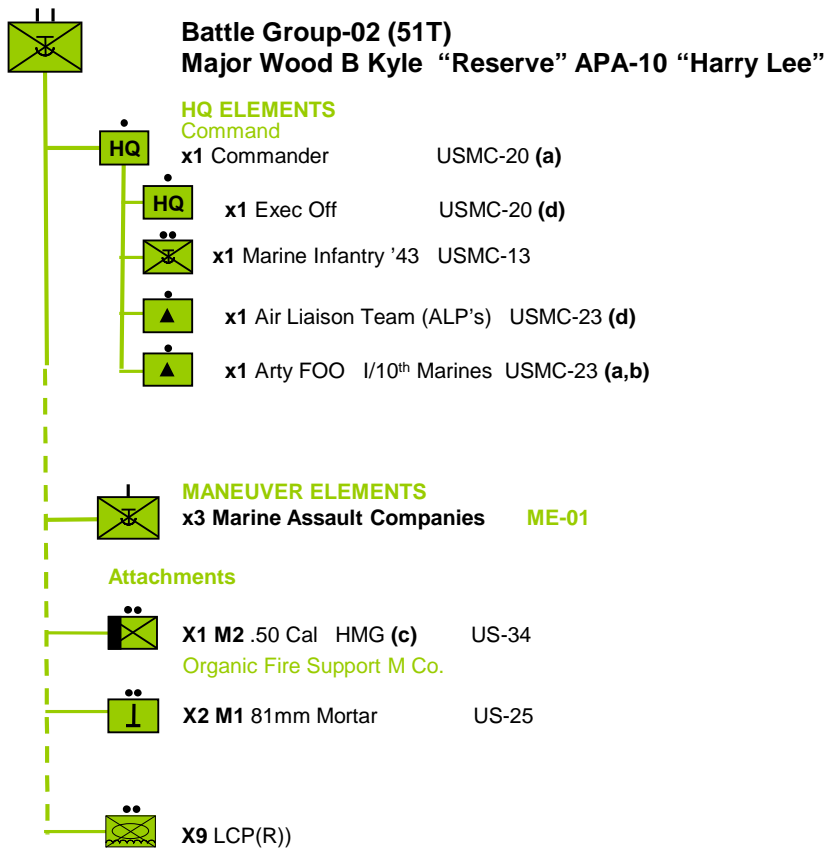 Battle Group-02 (51T)
Major Wood B Kyle “Reserve” APA-10 “Harry Lee”
HQ ELEMENTS
Command
HQ
x1 Commander USMC-20 (a)
HQ
x1 Exec Off USMC-20 (d)
x1 Marine Infantry ’43 USMC-13
x1 Air Liaison Team (ALP’s) USMC-23 (d)
x1 Arty FOO I/10th Marines USMC-23 (a,b)
MANEUVER ELEMENTS
x3 Marine Assault Companies ME-01
Attachments
X1 M2 .50 Cal HMG (c) US-34
Organic Fire Support M Co.
X2 M1 81mm Mortar US-25
X9 LCP(R))